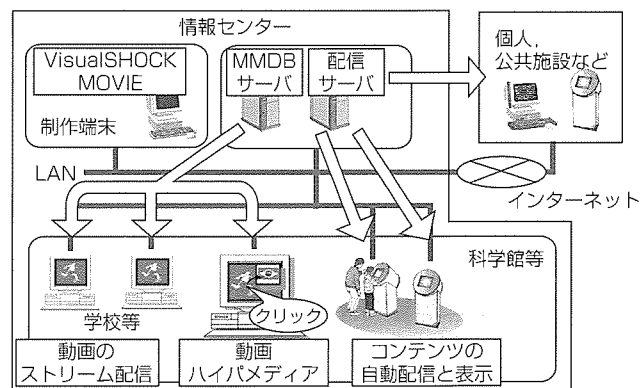 情報センター
VisualSHOCK
MOVIE
制作端末
MMDB
サーバ
配信
サーバ
個人,
公共施設など
LAN
インターネット
科学館等
学校等
クリック
動画の
ストリーム配信
動画
ハイパメディア
コンテンツの
自動配信と表示